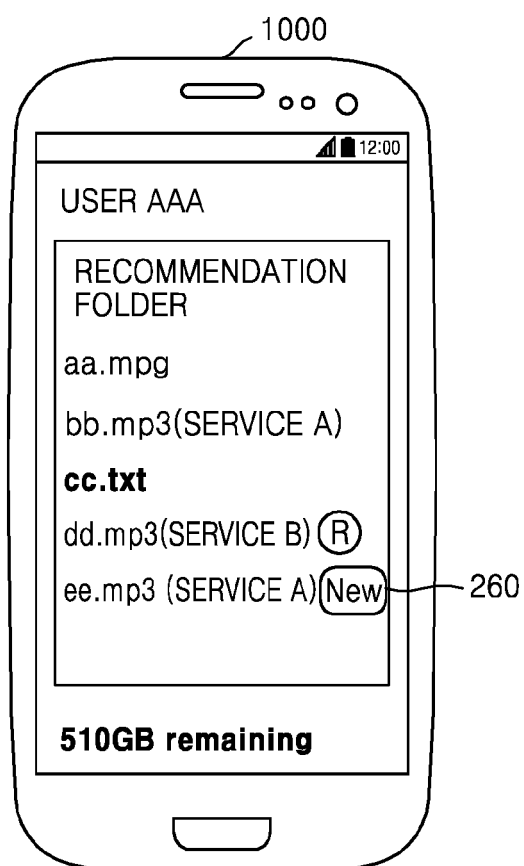 1000
12:00
USER AAA
RECOMMENDATION
FOLDER
aa.mpg
bb.mp3(SERVICE A)
cc.txt
dd.mp3(SERVICE B) R
ee.mp3 (SERVICE A) New 260
510GB remaining